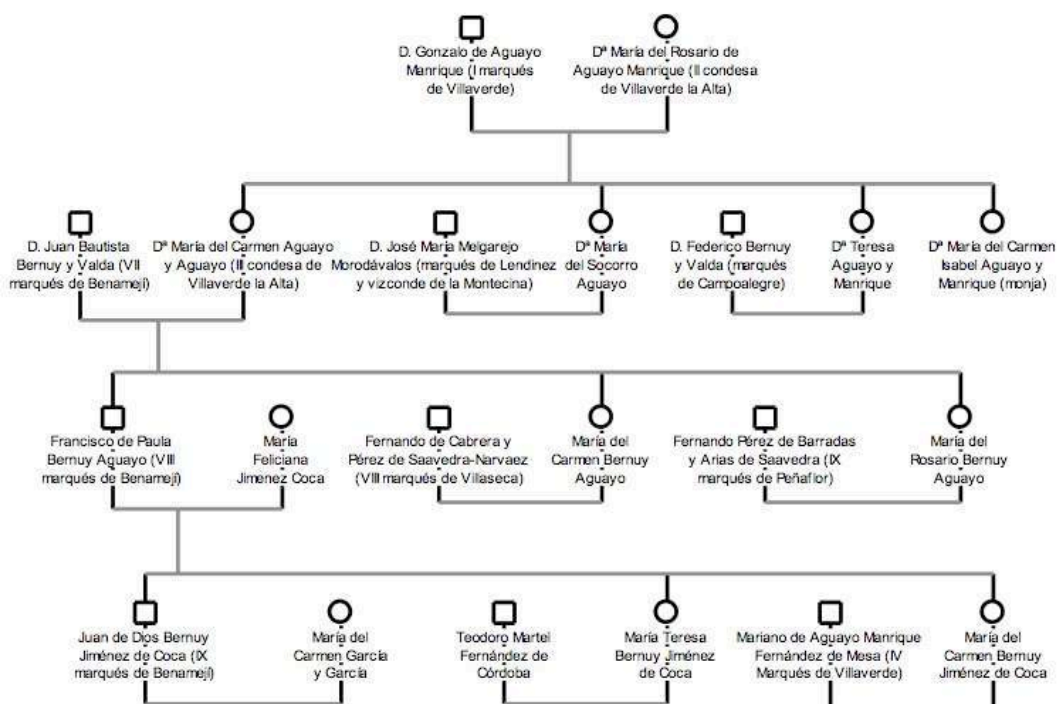 D. Gonzalo de Aguayo
Manrique (I marqués
de Villaverde)
Dª María del Rosario de
Aguayo Manrique (II condesa
de Villaverde la Alta)
D. Juan Bautista
Bernuy y Valda (VII
marqués de Benamejí)
Dª María del Carmen Aguayo
y Aguayo (III condesa de
Villaverde la Alta)
D. José María Melgarejo
Morodávalos (marqués de Lendinez
y vizconde de la Montecina)
Dª María
del Socorro
Aguayo
D. Federico Bernuy
y Valda (marqués
de Campoalegre)
Dª Teresa
Aguayo y
Manrique
Dª María del Carmen
Isabel Aguayo y
Manrique (monja)
Francisco de Paula
Bernuy Aguayo (VIII
marqués de Benamejí)
María
Feliciana
Jimenez Coca
Fernando de Cabrera y
Pérez de Saavedra-Narvaez
(VIII marqués de Villaseca)
María del
Carmen Bernuy
Aguayo
Fernando Pérez de Barradas
y Arias de Saavedra (IX
marqués de Peñaflor)
María del
Rosario Bernuy
Aguayo
Juan de Dios Bernuy
Jiménez de Coca (IX
marqués de Benamejí)
María del
Carmen García
y García
Teodoro Martel
Fernández de
Córdoba
María Teresa
Bernuy Jiménez
de Coca
Mariano de Aguayo Manrique
Fernández de Mesa (IV
Marqués de Villaverde)
María del
Carmen Bernuy
Jiménez de Coca